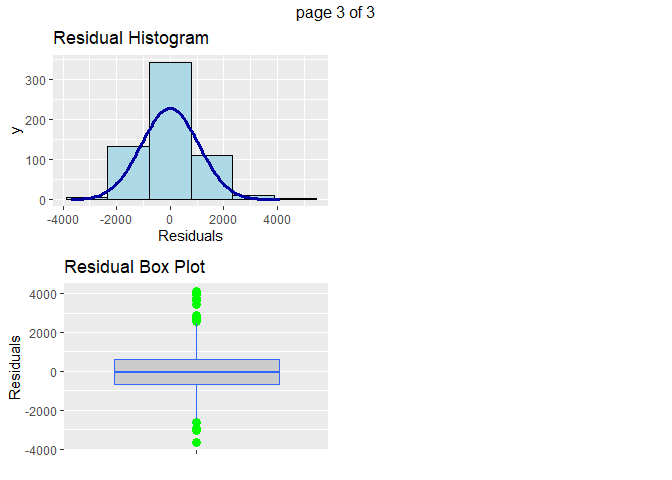 page 3 of 3
Residual Histogram
300
200
100
0
y
-4000 -2000 0 2000 4000
Residuals
Residual Box Plot
4000
2000
0
-2000
-4000
Residuals